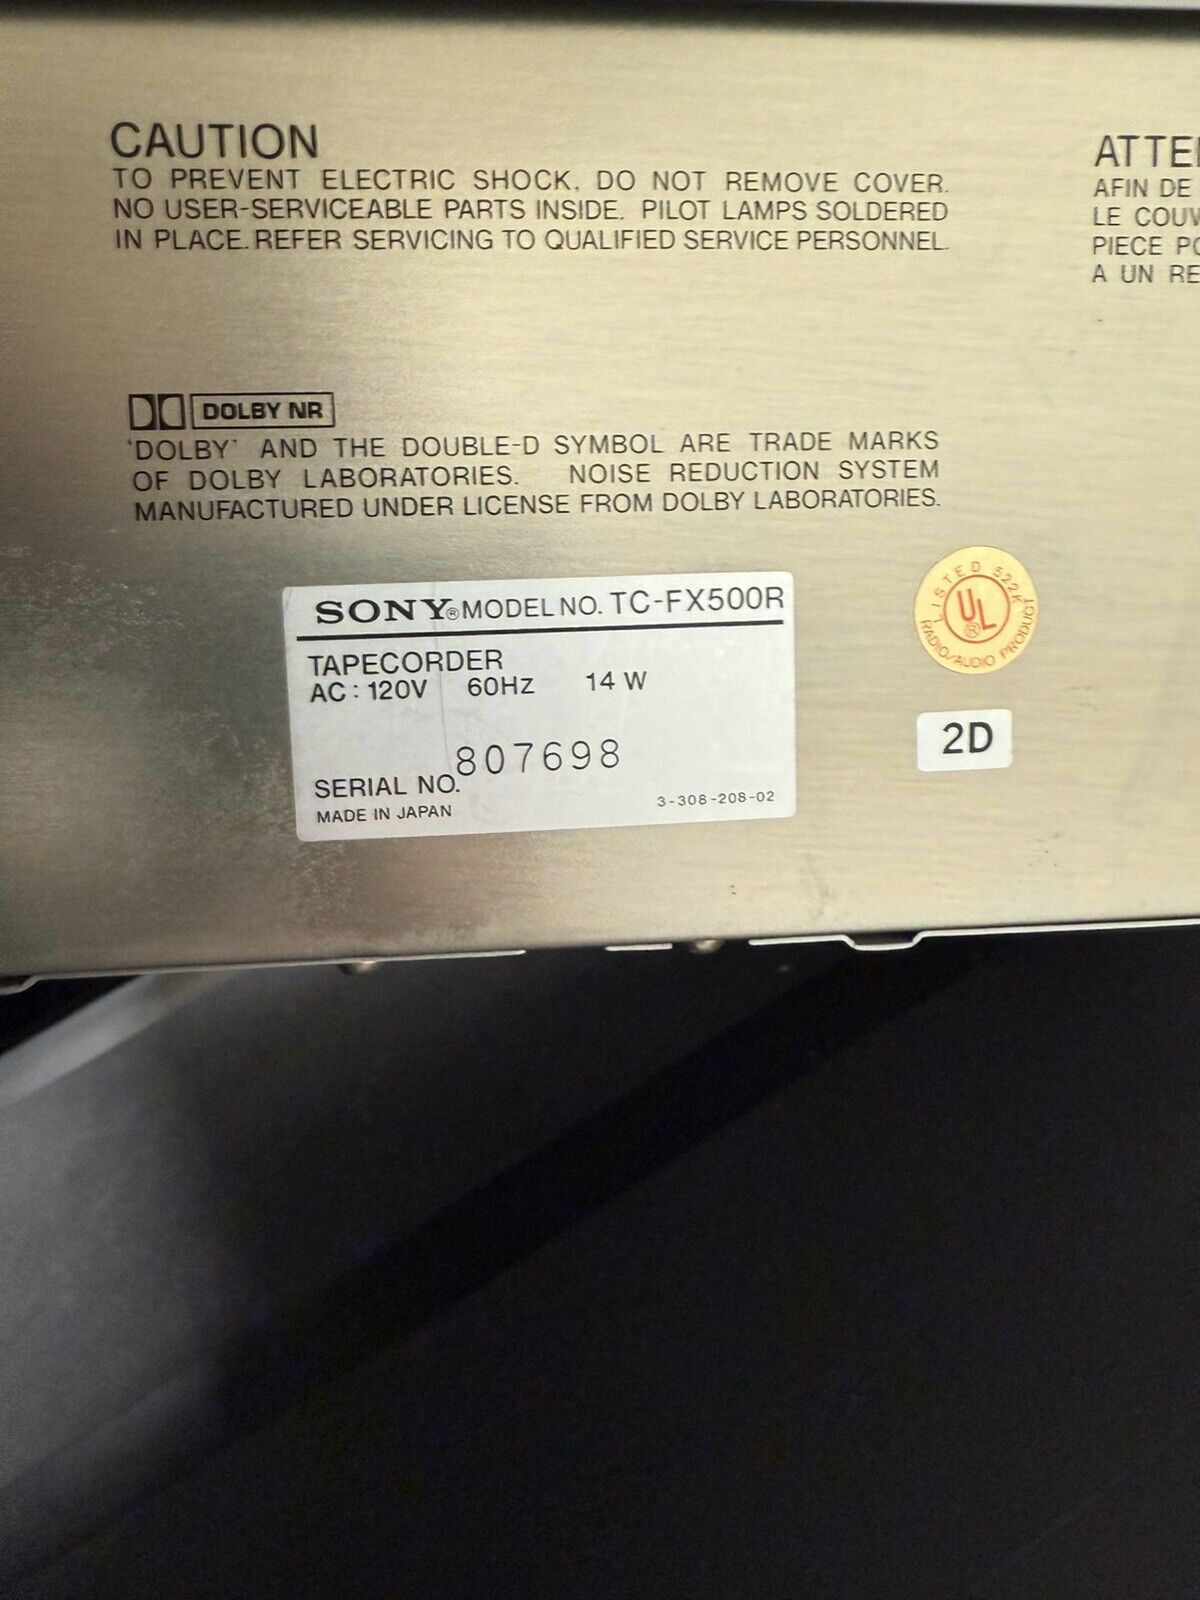 CAUTION
TO PREVENT ELECTRIC SHOCK, DO NOT REMOVE COVER.
NO USER-SERVICEABLE PARTS INSIDE. PILOT LAMPS SOLDERED
IN PLACE. REFER SERVICING TO QUALIFIED SERVICE PERSONNEL.
ATTE
AFIN DE
LE COUV
PIECE PO
A UN RE
DOLBY NR
'DOLBY' AND THE DOUBLE-D SYMBOL ARE TRADE MARKS
OF DOLBY LABORATORIES. NOISE REDUCTION SYSTEM
MANUFACTURED UNDER LICENSE FROM DOLBY LABORATORIES.
SONY® MODEL NO. TC-FX500R
TAPECORDER
AC: 120V 60HZ 14 W
SERIAL NO. 807698
MADE IN JAPAN 3-308-208-02
LISTED 522K
UL®
RADIO/AUDIO PRODUCT
2D